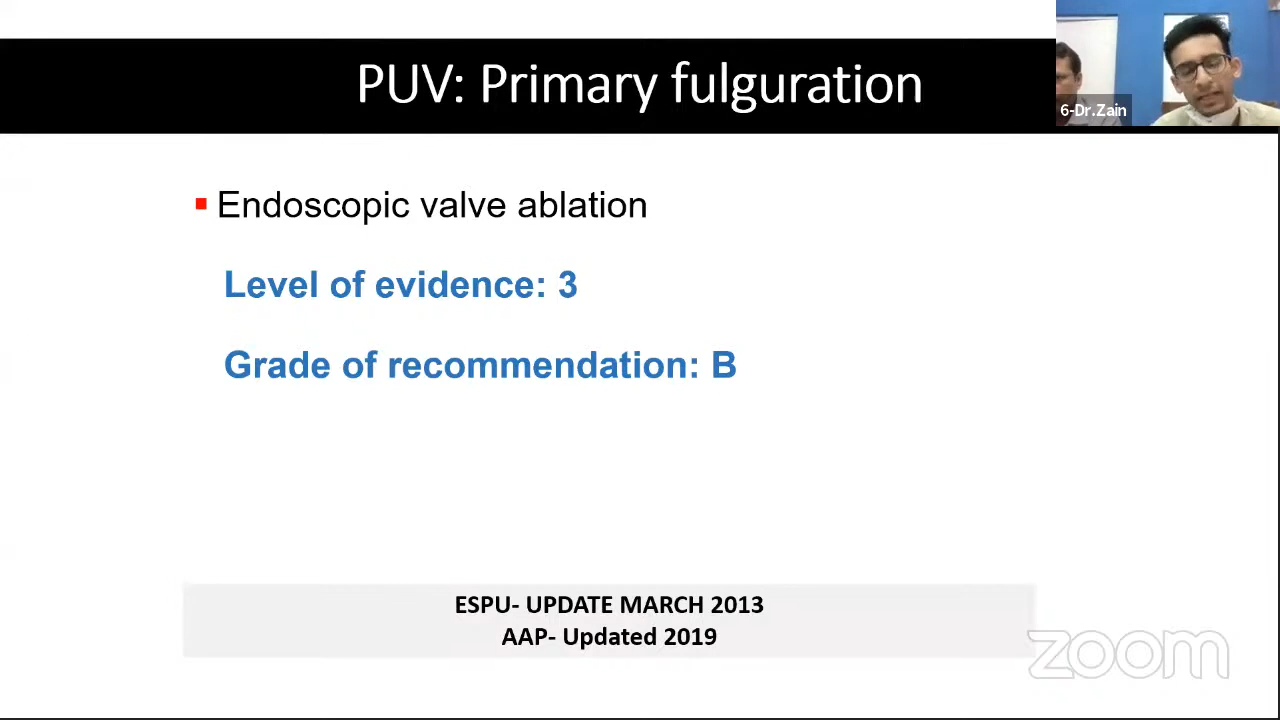 PUV: Primary fulguration
6-Dr.Zain
Endoscopic valve ablation
Level of evidence: 3
Grade of recommendation: B
ESPU- UPDATE MARCH 2013
AAP- Updated 2019
zoom